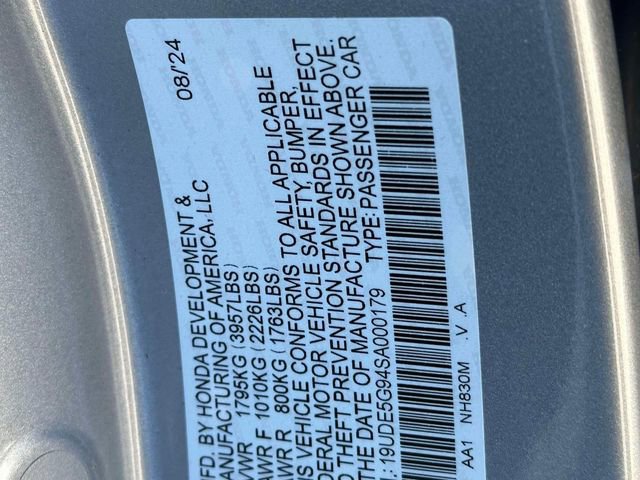 MFD. BY HONDA DEVELOPMENT & 08/'24
MANUFACTURING OF AMERICA, LLC
GVWR 1795KG (3957LBS)
GAWR F 1010KG (2226LBS)
GAWR R 800KG (1763LBS)
THIS VEHICLE CONFORMS TO ALL APPLICABLE
FEDERAL MOTOR VEHICLE SAFETY, BUMPER,
AND THEFT PREVENTION STANDARDS IN EFFECT
ON THE DATE OF MANUFACTURE SHOWN ABOVE.
: 19UDE5G94SA000179 TYPE: PASSENGER CAR
AA1 NH830M .V .A